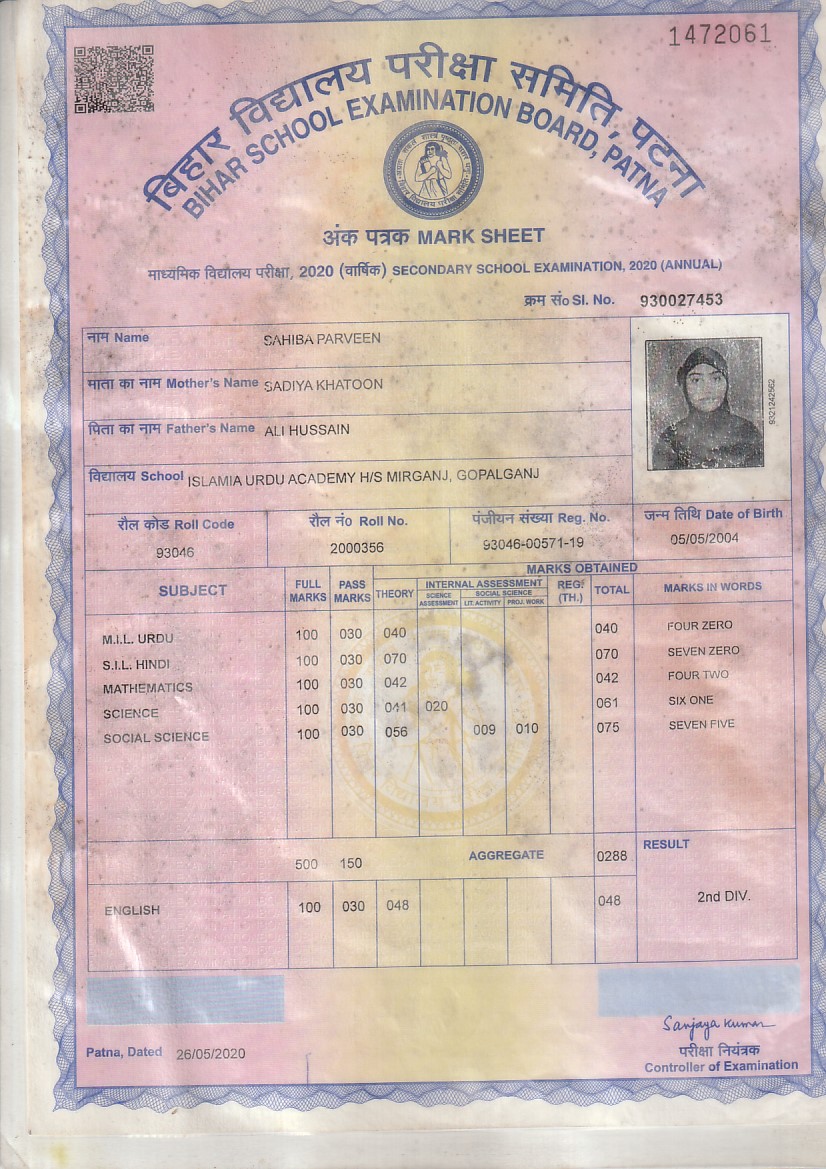 1472061
बिहार विद्यालय परीक्षा समिति, पटना
BIHAR SCHOOL EXAMINATION BOARD, PATNA
अंक पत्रक MARK SHEET
माध्यमिक विद्यालय परीक्षा, 2020 (वार्षिक) SECONDARY SCHOOL EXAMINATION, 2020 (ANNUAL)
क्रम सं० Sl. No. 930027453
नाम Name SAHIBA PARVEEN
माता का नाम Mother's Name SADIYA KHATOON
पिता का नाम Father's Name ALI HUSSAIN
विद्यालय School ISLAMIA URDU ACADEMY H/S MIRGANJ, GOPALGANJ
9321242562
रौल कोड Roll Code रौल नं० Roll No. पंजीयन संख्या Reg. No. जन्म तिथि Date of Birth
93046 2000356 93046-00571-19 05/05/2004
MARKS OBTAINED
SUBJECT FULL MARKS PASS MARKS THEORY INTERNAL ASSESSMENT REG. (TH.) TOTAL MARKS IN WORDS
SCIENCE ASSESSMENT SOCIAL SCIENCE
LIT. ACTIVITY PROJ. WORK
M.I.L. URDU 100 030 040 040 FOUR ZERO
S.I.L. HINDI 100 030 070 070 SEVEN ZERO
MATHEMATICS 100 030 042 042 FOUR TWO
SCIENCE 100 030 041 020 061 SIX ONE
SOCIAL SCIENCE 100 030 056 009 010 075 SEVEN FIVE
500 150 AGGREGATE 0288 RESULT
ENGLISH 100 030 048 048 2nd DIV.
Sanjaya Kumar
Patna, Dated 26/05/2020 परीक्षा नियंत्रक
Controller of Examination